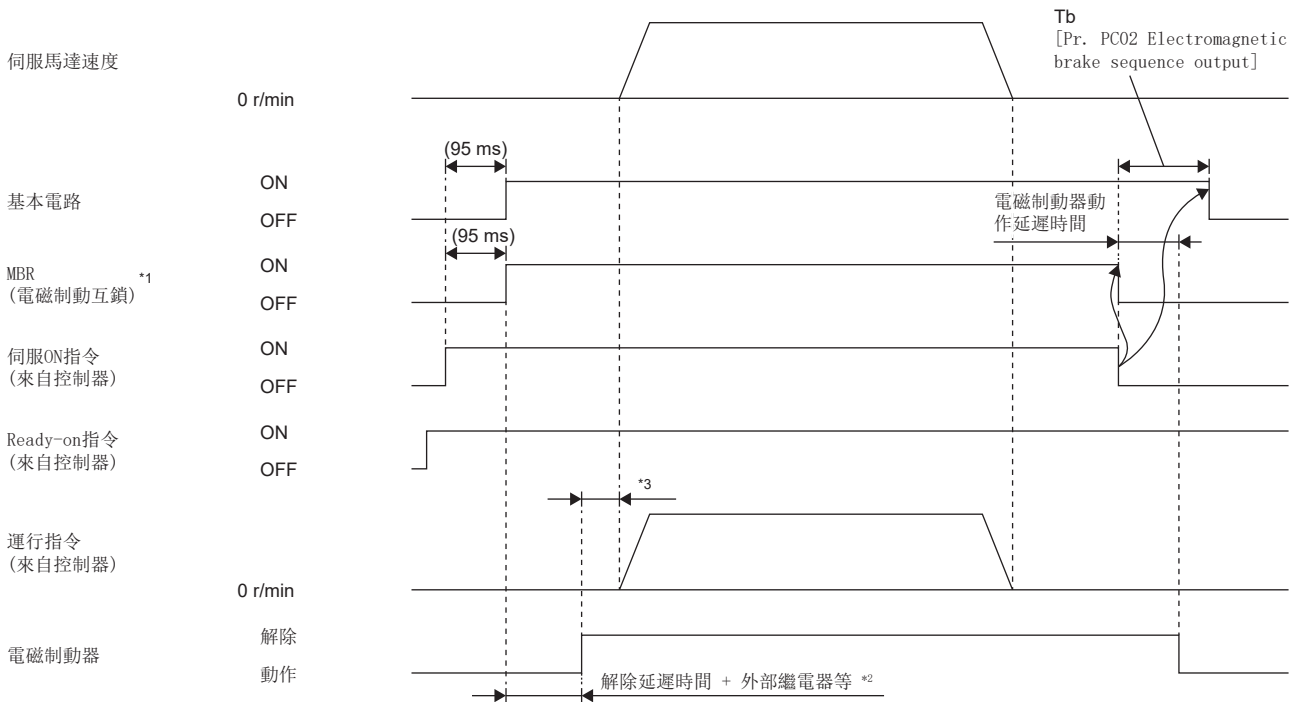 Tb
[Pr. PC02 Electromagnetic
brake sequence output]
伺服馬達速度
0 r/min
(95 ms)
基本電路
ON
OFF
電磁制動器動
作延遲時間
(95 ms)
MBR
(電磁制動互鎖)
*1
ON
OFF
伺服ON指令
(來自控制器)
ON
OFF
Ready-on指令
(來自控制器)
ON
OFF
*3
運行指令
(來自控制器)
0 r/min
電磁制動器
解除
動作
解除延遲時間 + 外部繼電器等 *2